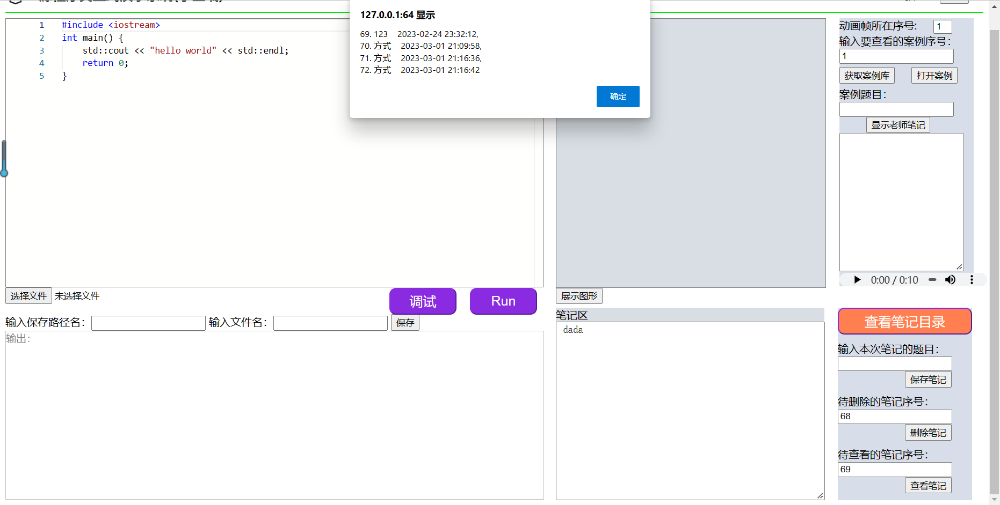 127.0.0.1:64 显示
69. 123 2023-02-24 23:32:12,
70. 方式 2023-03-01 21:09:58,
71. 方式 2023-03-01 21:16:36,
72. 方式 2023-03-01 21:16:42
确定
1 #include <iostream>
2 int main() {
3 std::cout << "hello world" << std::endl;
4 return 0;
5 }
选择文件 未选择文件
调试
Run
输入保存路径名： 输入文件名： 保存
输出：
展示图形
笔记区
dada
动画帧所在序号： 1
输入要查看的案例序号：
1
获取案例库 打开案例
案例题目：
显示老师笔记
0:00 / 0:10
查看笔记目录
输入本次笔记的题目：
保存笔记
待删除的笔记序号：
68
删除笔记
待查看的笔记序号：
69
查看笔记